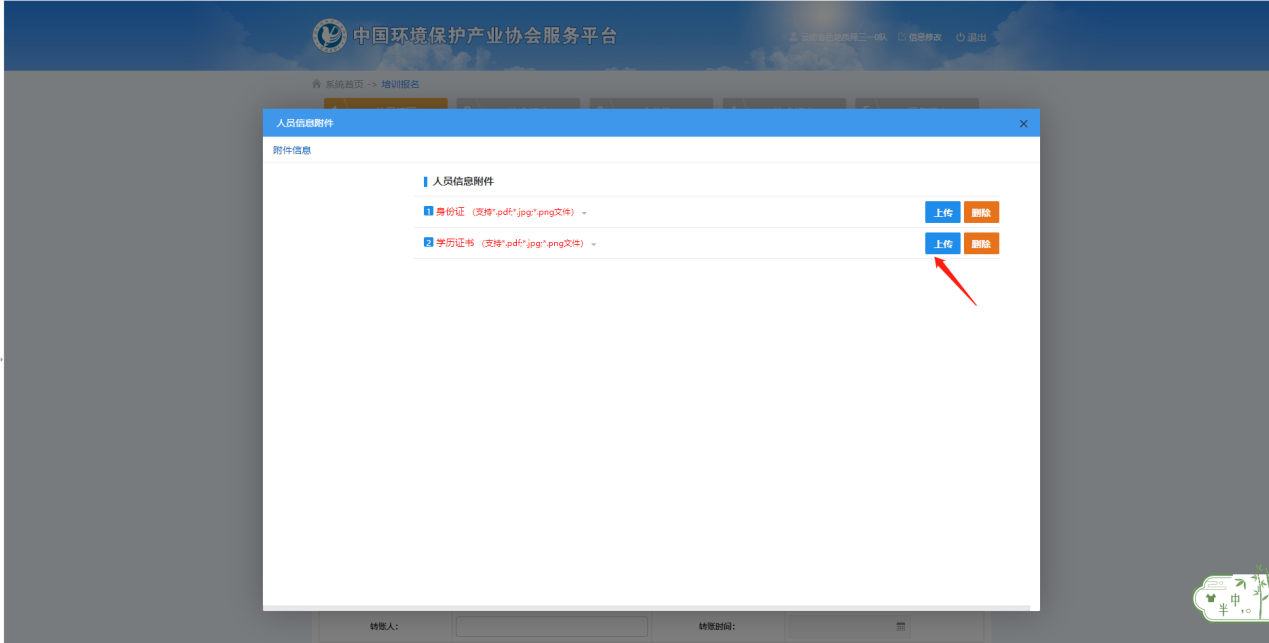 中国环境保护产业协会服务平台
信息修改 退出
系统首页 -> 培训报名
人员信息附件
附件信息
人员信息附件
1 身份证 (支持*.pdf;*.jpg;*.png文件) 上传 删除
2 学历证书 (支持*.pdf;*.jpg;*.png文件) 上传 删除
转账人: 转账时间:
中
半